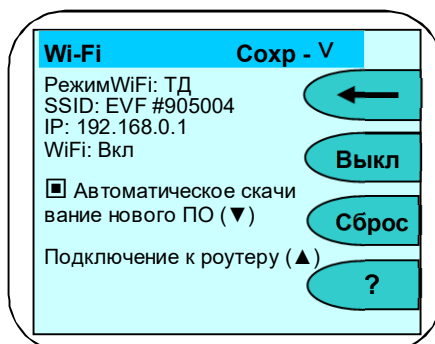 Wi-Fi Сохр - V
РежимWiFi: ТД
SSID: EVF #905004
IP: 192.168.0.1
WiFi: Вкл
Выкл
▣ Автоматическое скачи
вание нового ПО (▼)
Сброс
Подключение к роутеру (▲)
?